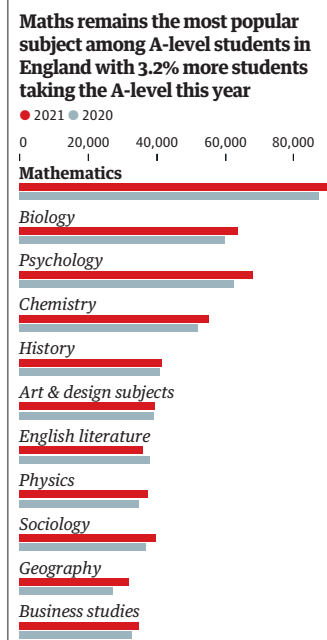 Maths remains the most popular
subject among A-level students in
England with 3.2% more students
taking the A-level this year
2021 2020
0 20,000 40,000 60,000 80,000
Mathematics
Biology
Psychology
Chemistry
History
Art & design subjects
English literature
Physics
Sociology
Geography
Business studies